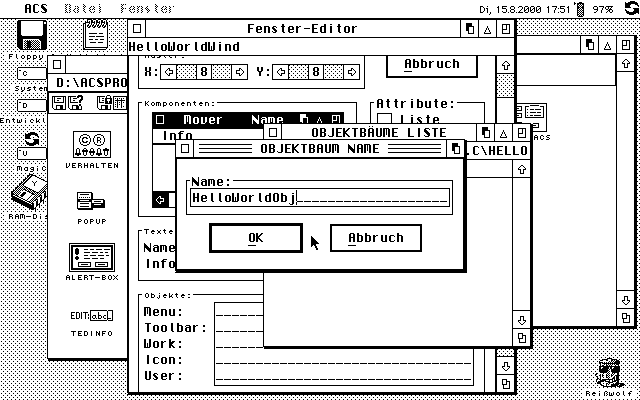 ACS Datei Fenster Di, 15.8.2000 17:51 97%
Fenster-Editor
HelloWorldWind
Floppy
D:\ACSPRO
X: 8 Y: 8
Abbruch
C
System
D
Entwickl
Komponenten:
Mover Name
Info
Attribute:
Liste
OBJEKTBÄUME LISTE
.C\HELLO
ACS
OBJEKTBAUM NAME
Name:
HelloWorldObj
OK
Abbruch
VERHALTEN
U
Magic
RAM-Dis
POPUP
Texte
Name
Info
ALERT-BOX
EDIT: abc
TEDINFO
Objekte:
Menu:
Toolbar:
Work:
Icon:
User:
Reißwolf